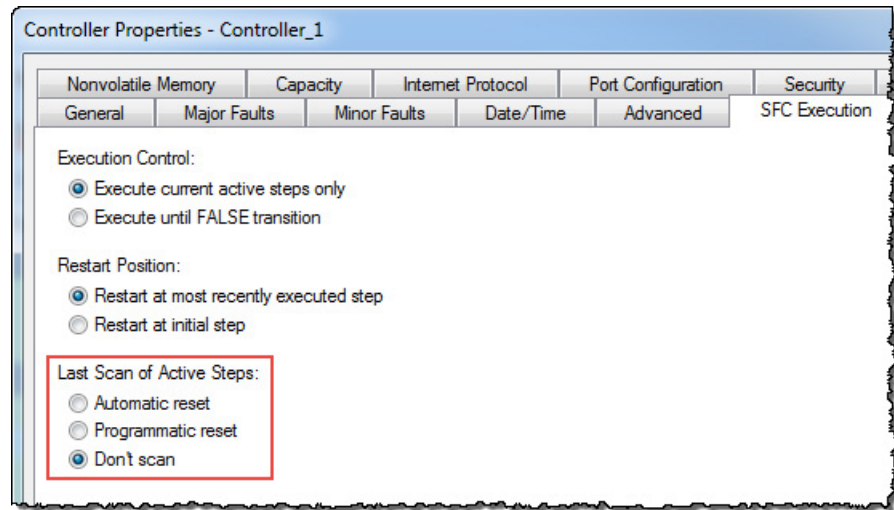 Controller Properties - Controller_1
Nonvolatile Memory Capacity Internet Protocol Port Configuration Security
General Major Faults Minor Faults Date/Time Advanced SFC Execution
Execution Control:
Execute current active steps only
Execute until FALSE transition
Restart Position:
Restart at most recently executed step
Restart at initial step
Last Scan of Active Steps:
Automatic reset
Programmatic reset
Don't scan